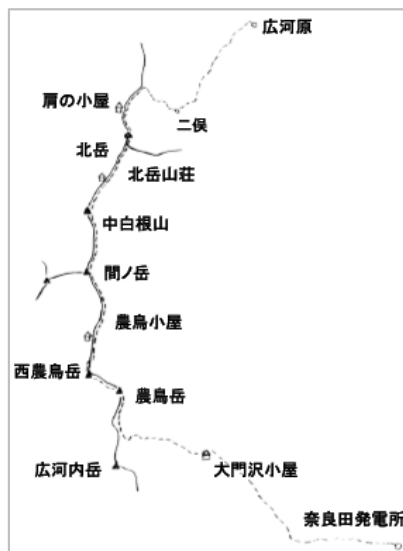 広河原
肩の小屋
二俣
北岳
北岳山荘
中白根山
間ノ岳
農鳥小屋
西農鳥岳
農鳥岳
広河内岳
大門沢小屋
奈良田発電所